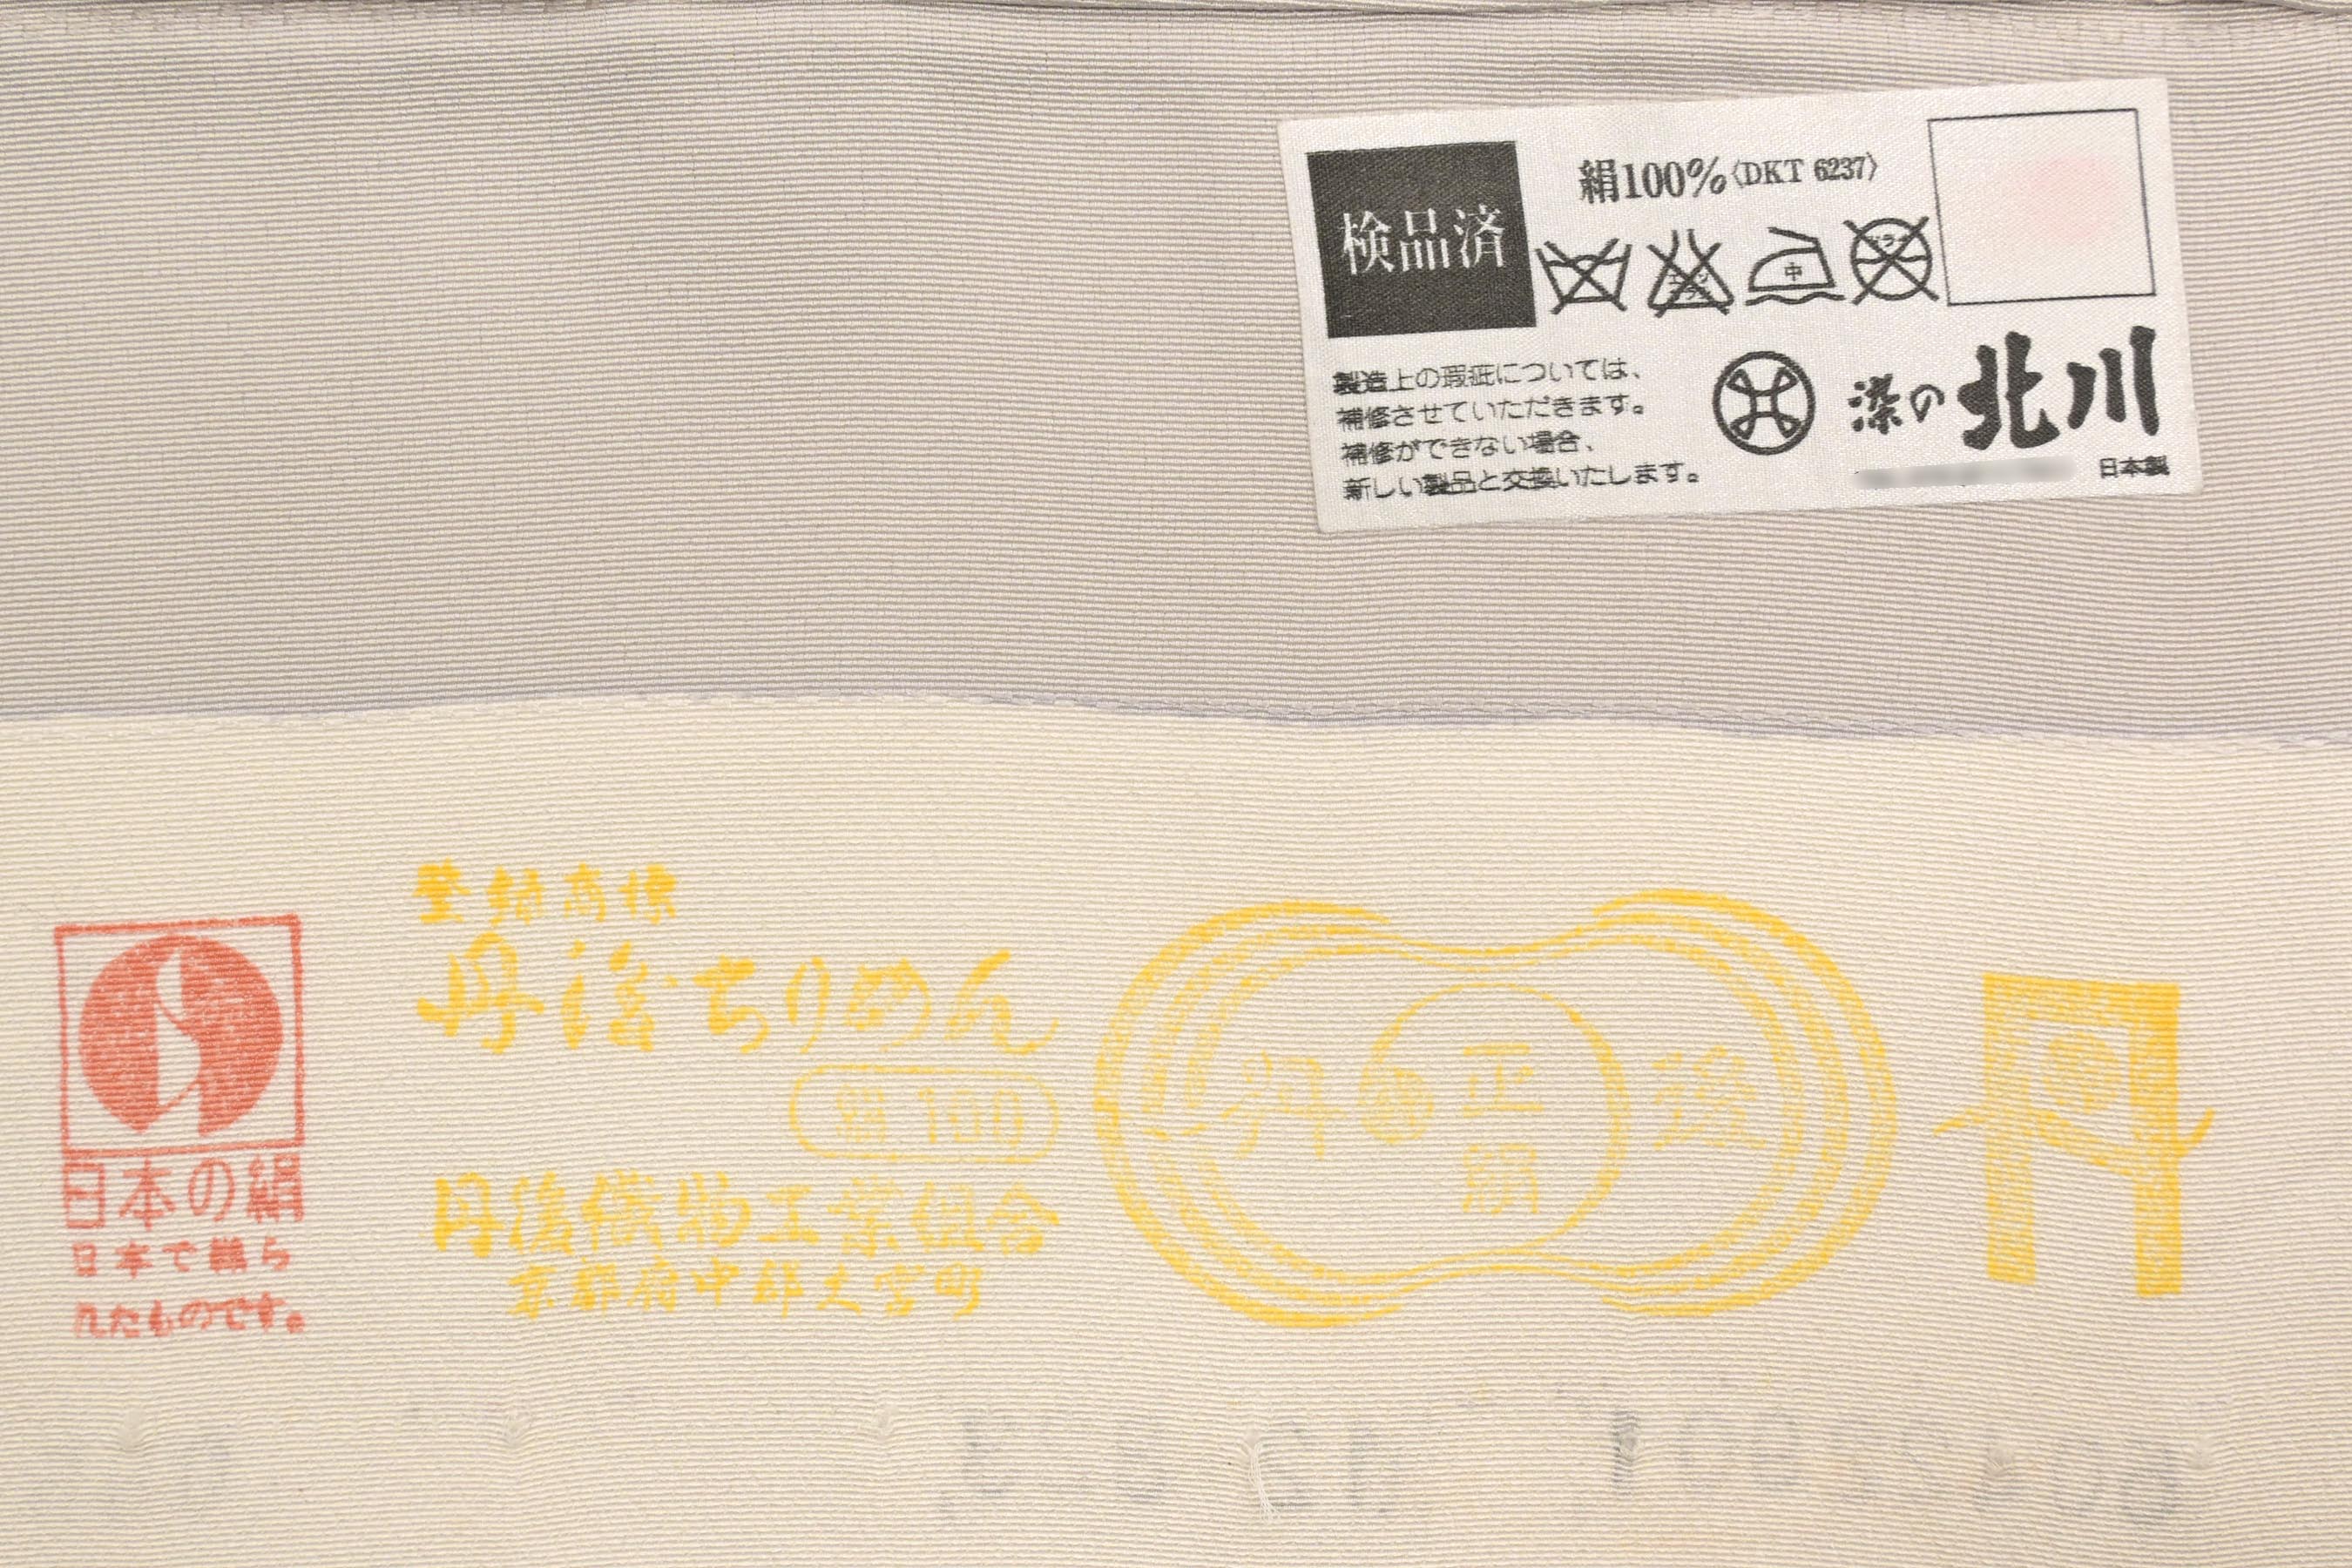 検品済
絹100%〈DKT 6237〉
中
製造上の瑕疵については、
補修させていただきます。
補修ができない場合、
新しい製品と交換いたします。
染の北川
日本製
日本の絹
日本で織ら
れたものです。
登録商標
丹後ちりめん
絹100
丹後織物工業組合
京都府中郡大宮町
丹後
正絹